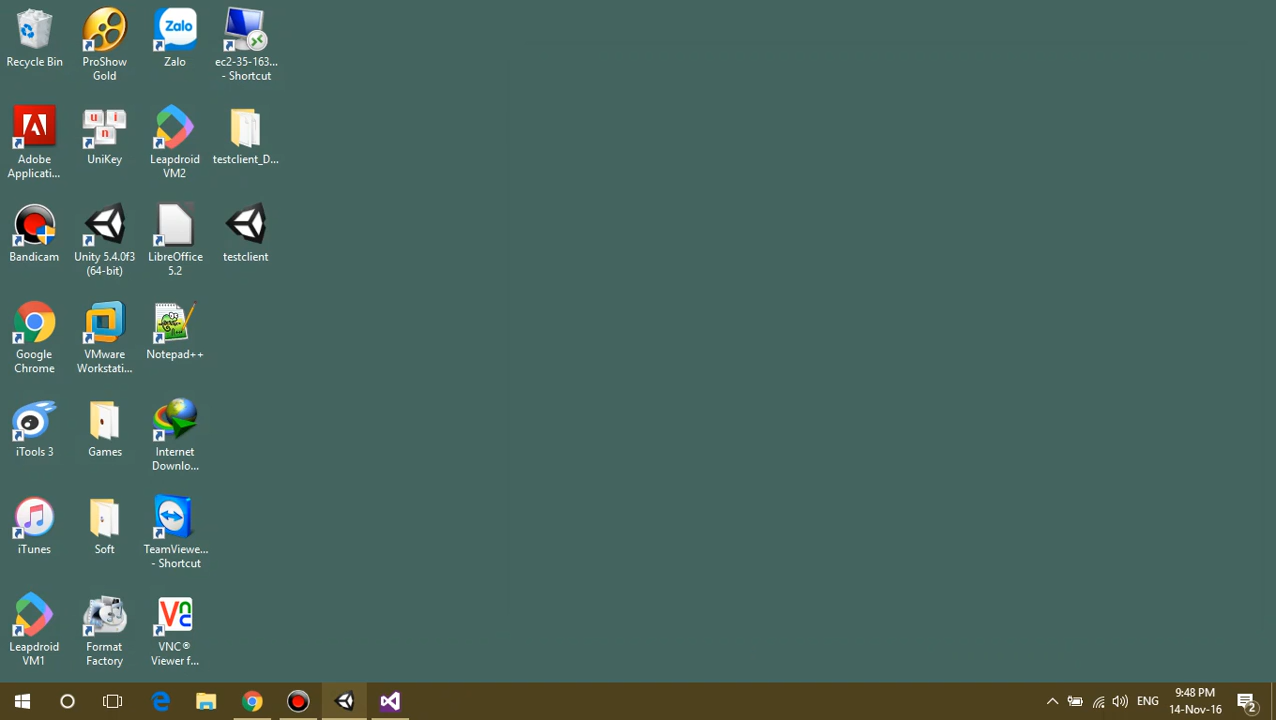 Recycle Bin
ProShow
Gold
Zalo
Zalo
ec2-35-163...
- Shortcut
Adobe
Applicati...
u
n
i
UniKey
Leapdroid
VM2
testclient_D...
Bandicam
Unity 5.4.0f3
(64-bit)
LibreOffice
5.2
testclient
Google
Chrome
VMware
Workstati...
Notepad++
iTools 3
Games
Internet
Downlo...
iTunes
Soft
TeamViewe...
- Shortcut
Leapdroid
VM1
Format
Factory
Vnc
VNC®
Viewer f...
ENG
9:48 PM
14-Nov-16
2